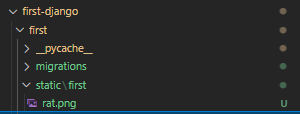 first-django
first
__pycache__
migrations
static\first
rat.png U